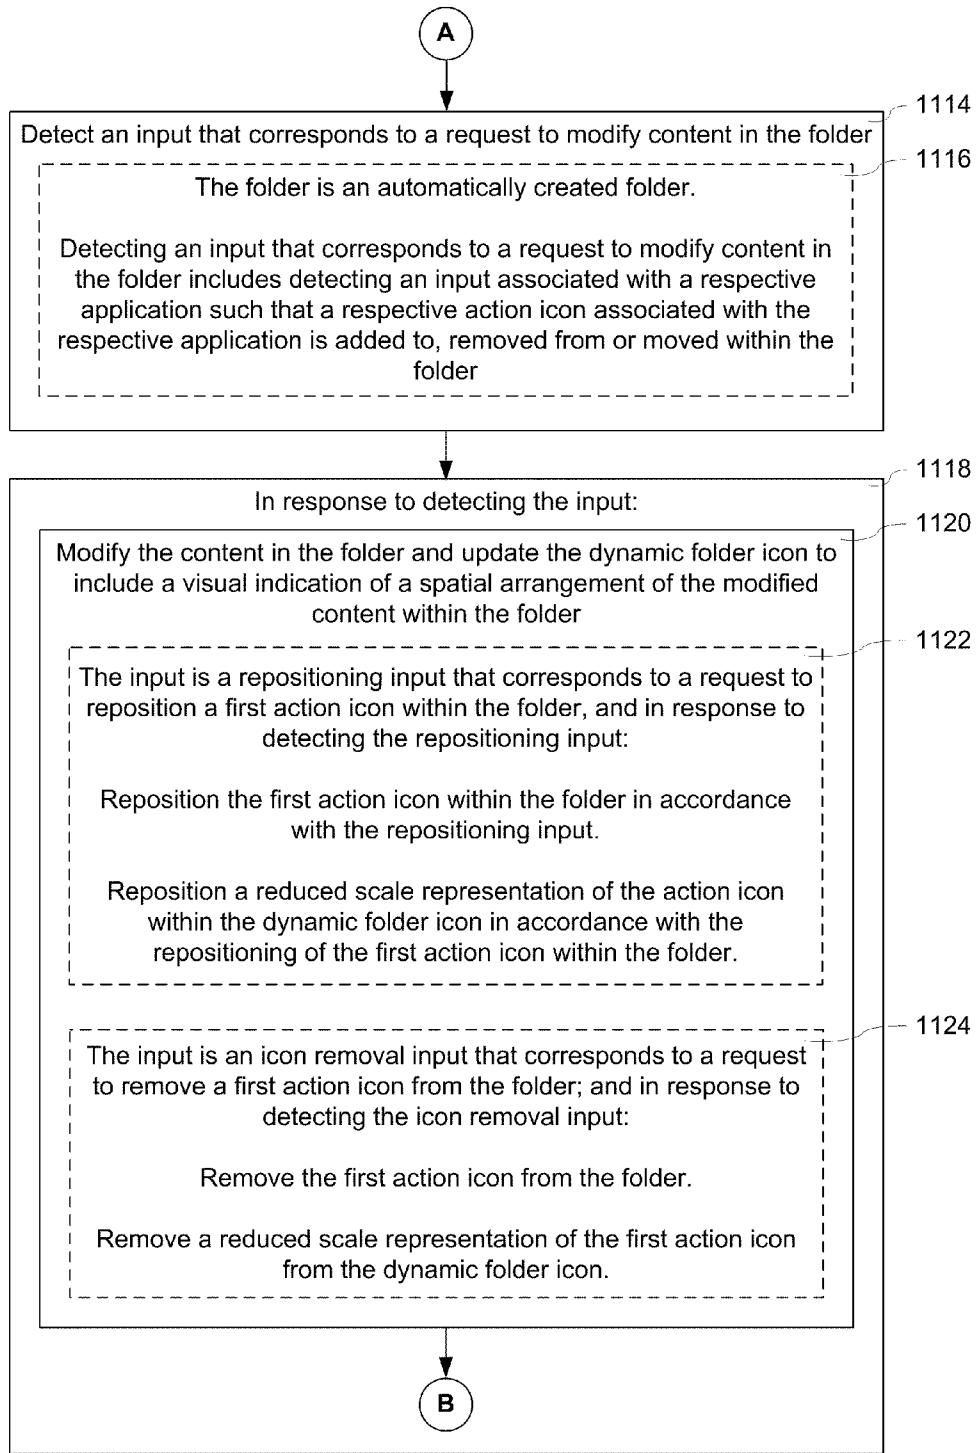 A
1114
Detect an input that corresponds to a request to modify content in the folder
1116
The folder is an automatically created folder.
Detecting an input that corresponds to a request to modify content in
the folder includes detecting an input associated with a respective
application such that a respective action icon associated with the
respective application is added to, removed from or moved within the
folder
1118
In response to detecting the input:
1120
Modify the content in the folder and update the dynamic folder icon to
include a visual indication of a spatial arrangement of the modified
content within the folder
1122
The input is a repositioning input that corresponds to a request to
reposition a first action icon within the folder, and in response to
detecting the repositioning input:
Reposition the first action icon within the folder in accordance
with the repositioning input.
Reposition a reduced scale representation of the action icon
within the dynamic folder icon in accordance with the
repositioning of the first action icon within the folder.
1124
The input is an icon removal input that corresponds to a request
to remove a first action icon from the folder; and in response to
detecting the icon removal input:
Remove the first action icon from the folder.
Remove a reduced scale representation of the first action icon
from the dynamic folder icon.
B